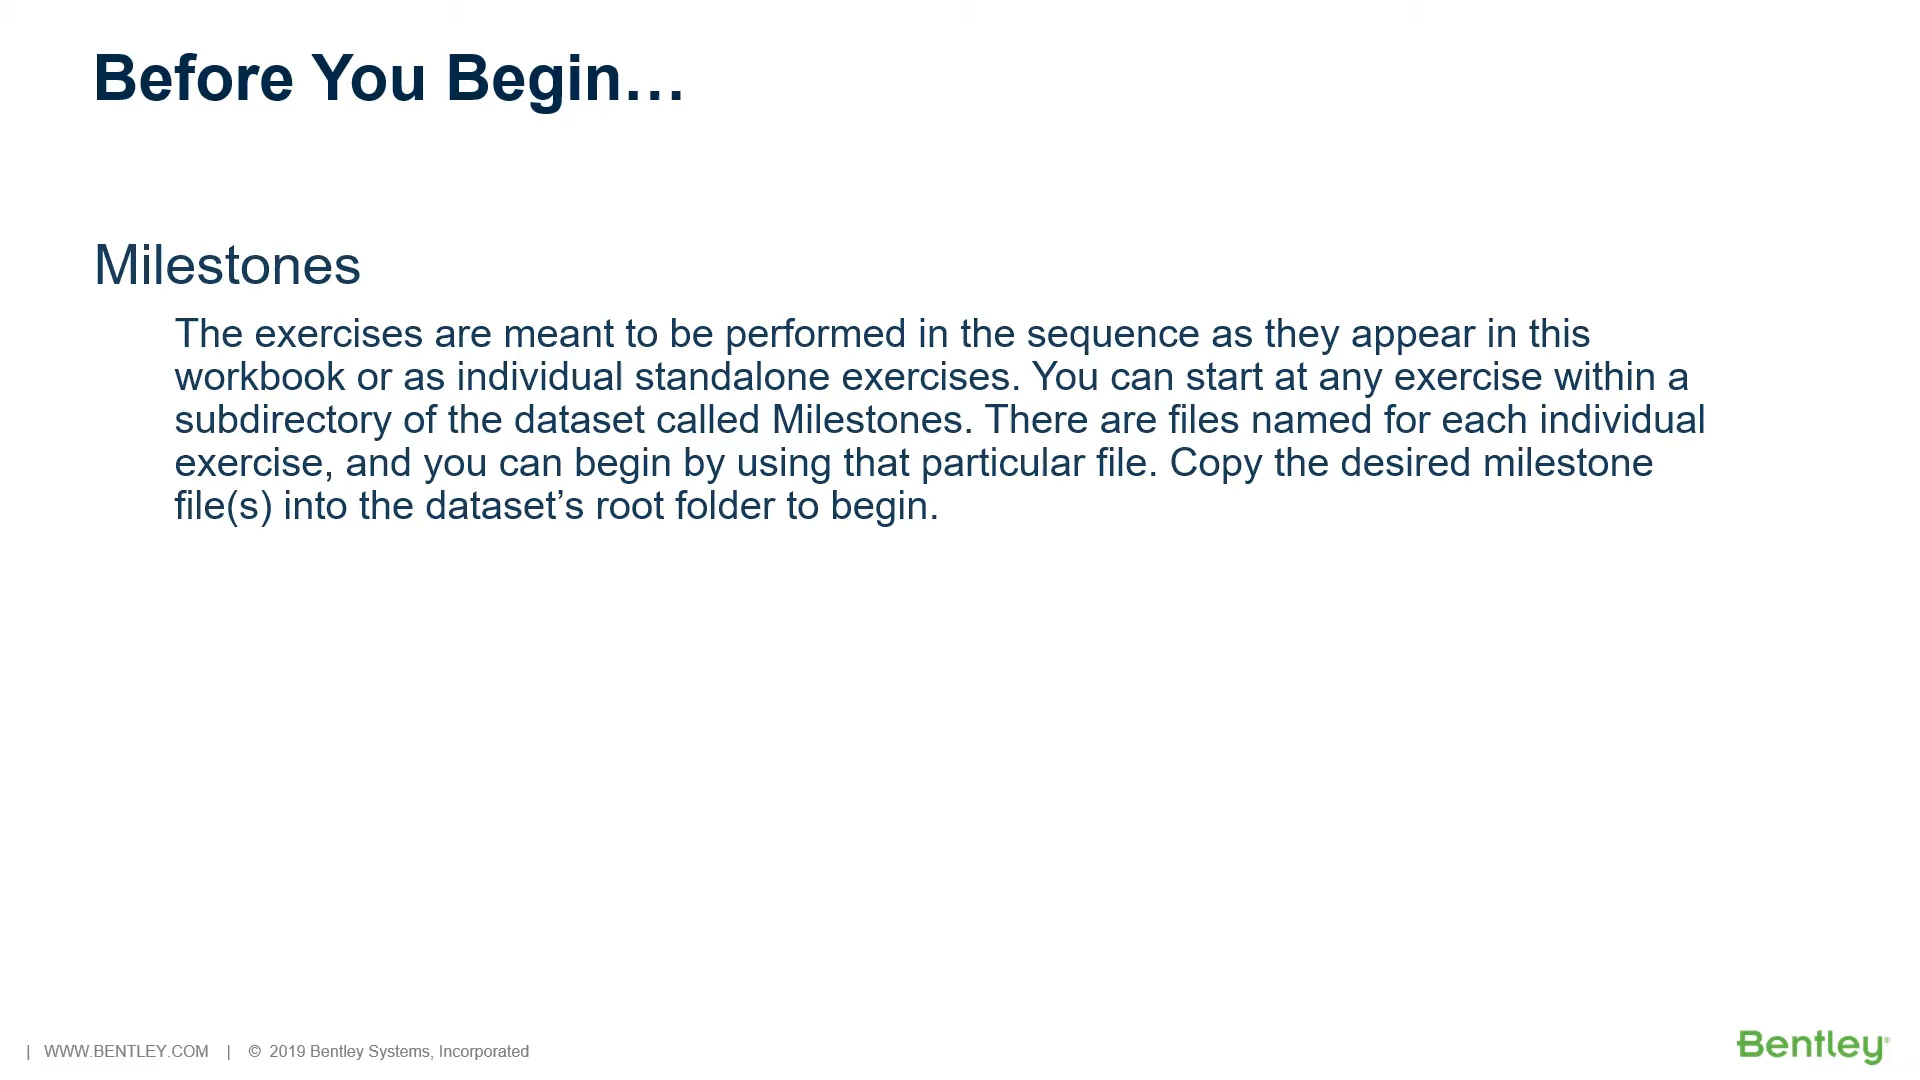 Before You Begin…
Milestones
The exercises are meant to be performed in the sequence as they appear in this
workbook or as individual standalone exercises. You can start at any exercise within a
subdirectory of the dataset called Milestones. There are files named for each individual
exercise, and you can begin by using that particular file. Copy the desired milestone
file(s) into the dataset’s root folder to begin.
| WWW.BENTLEY.COM | © 2019 Bentley Systems, Incorporated
Bentley®